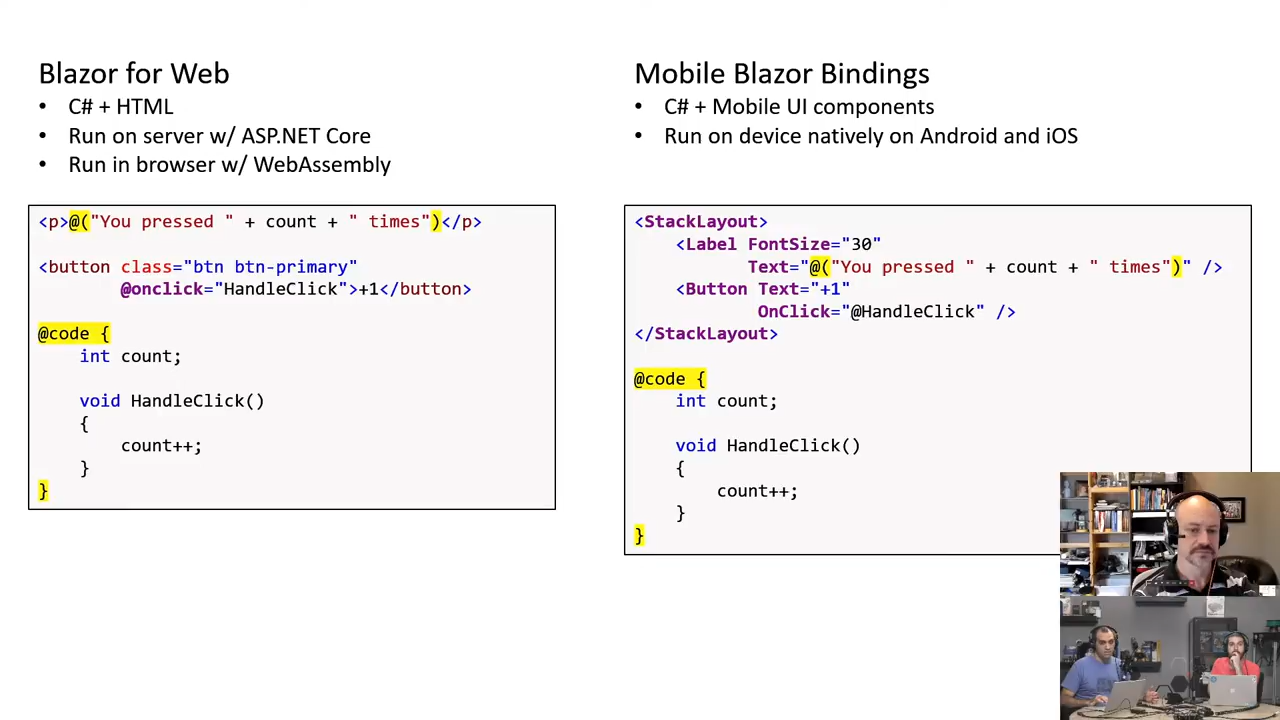 Blazor for Web
• C# + HTML
• Run on server w/ ASP.NET Core
• Run in browser w/ WebAssembly
<p>@("You pressed " + count + " times")</p>
<button class="btn btn-primary"
@onclick="HandleClick">+1</button>
@code {
int count;
void HandleClick()
{
count++;
}
}
Mobile Blazor Bindings
• C# + Mobile UI components
• Run on device natively on Android and iOS
<StackLayout>
<Label FontSize="30"
Text="@("You pressed " + count + " times")" />
<Button Text="+1"
OnClick="@HandleClick" />
</StackLayout>
@code {
int count;
void HandleClick()
{
count++;
}
}